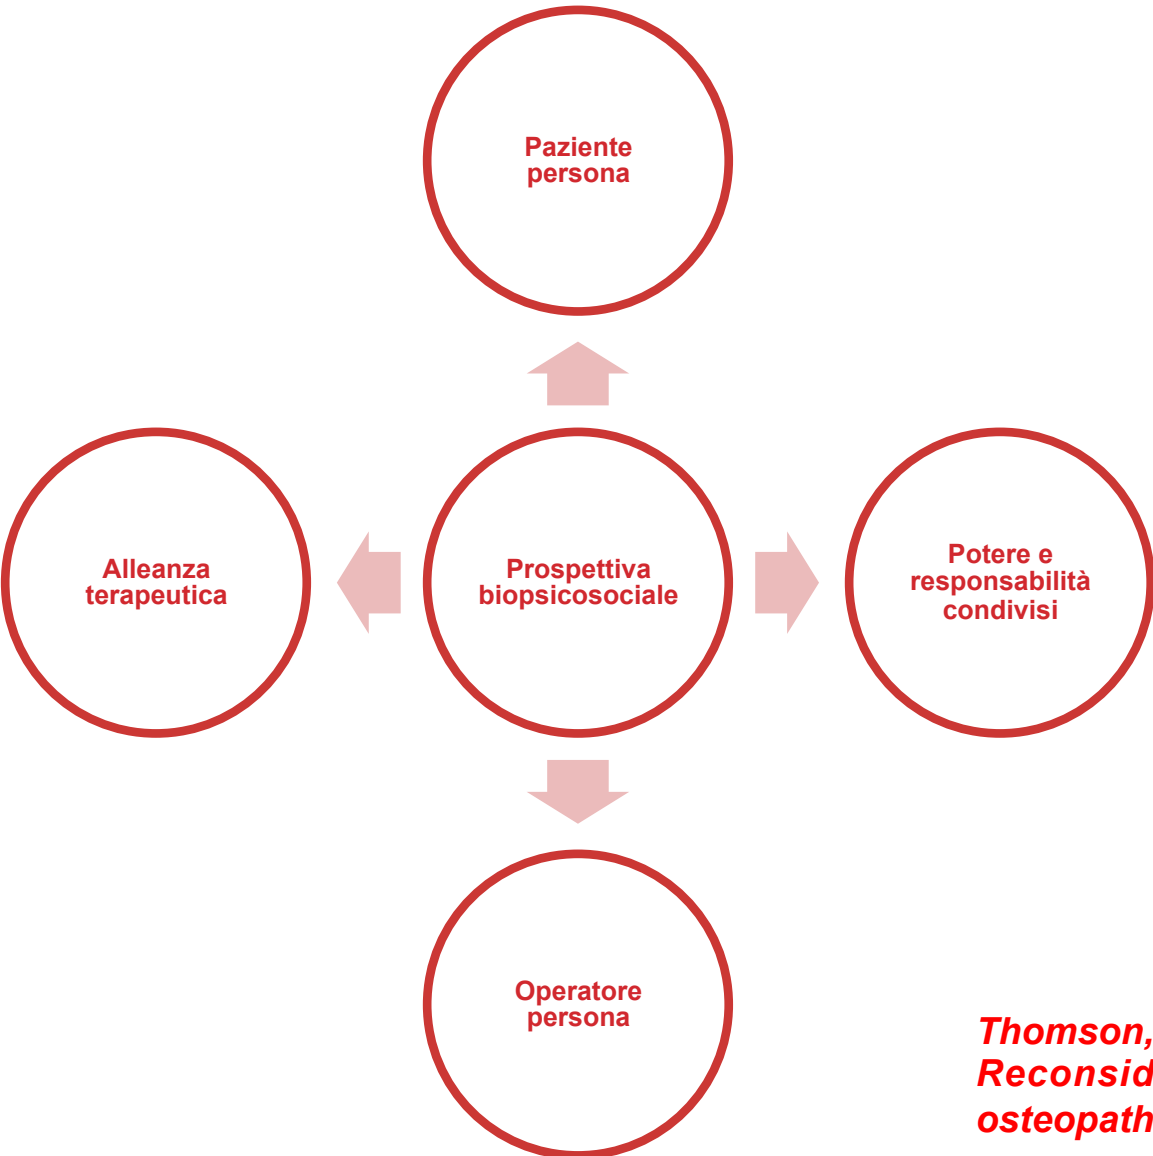 Paziente
persona
Alleanza
terapeutica
Prospettiva
biopsicosociale
Potere e
responsabilità
condivisi
Operatore
persona
Thomson,
Reconsid
osteopath